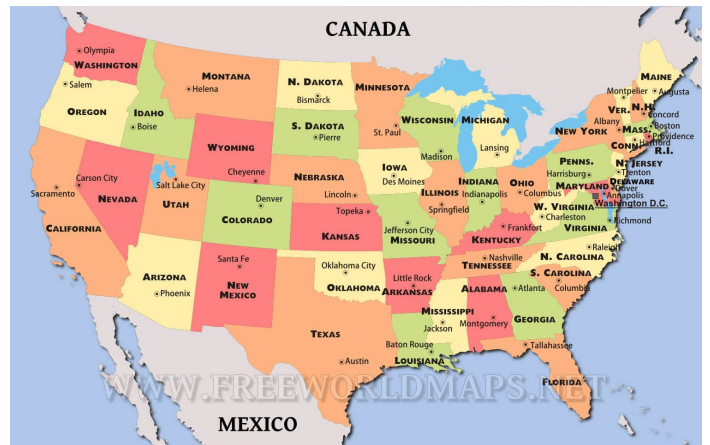 CANADA
Olympia
WASHINGTON
MONTANA
Helena
N. DAKOTA
Bismarck
MINNESOTA
St. Paul
MAINE
Augusta
Montpelier
VER.
N.H.
Concord
Salem
OREGON
IDAHO
Boise
S. DAKOTA
Pierre
WISCONSIN
Madison
MICHIGAN
Lansing
Albany
NEW YORK
MASS.
Boston
Providence
Hartford
CONN.
R.I.
WYOMING
Cheyenne
IOWA
Des Moines
PENNS.
Harrisburg
N. JERSEY
Trenton
Carson City
NEVADA
Salt Lake City
UTAH
Denver
COLORADO
NEBRASKA
Lincoln
Topeka
KANSAS
ILLINOIS
Springfield
INDIANA
Indianapolis
OHIO
Columbus
MARYLAND
DELAWARE
Dover
Annapolis
Washington D.C.
Sacramento
CALIFORNIA
Jefferson City
MISSOURI
W. VIRGINIA
Charleston
Richmond
VIRGINIA
Frankfort
KENTUCKY
ARIZONA
Phoenix
Santa Fe
NEW
MEXICO
Oklahoma City
OKLAHOMA
Little Rock
ARKANSAS
Nashville
TENNESSEE
Raleigh
N. CAROLINA
S. CAROLINA
Columbia
MISSISSIPPI
Jackson
ALABAMA
Montgomery
Atlanta
GEORGIA
TEXAS
Austin
Baton Rouge
LOUISIANA
Tallahassee
FLORIDA
WWW.FREEWORLDMAPS.NET
MEXICO